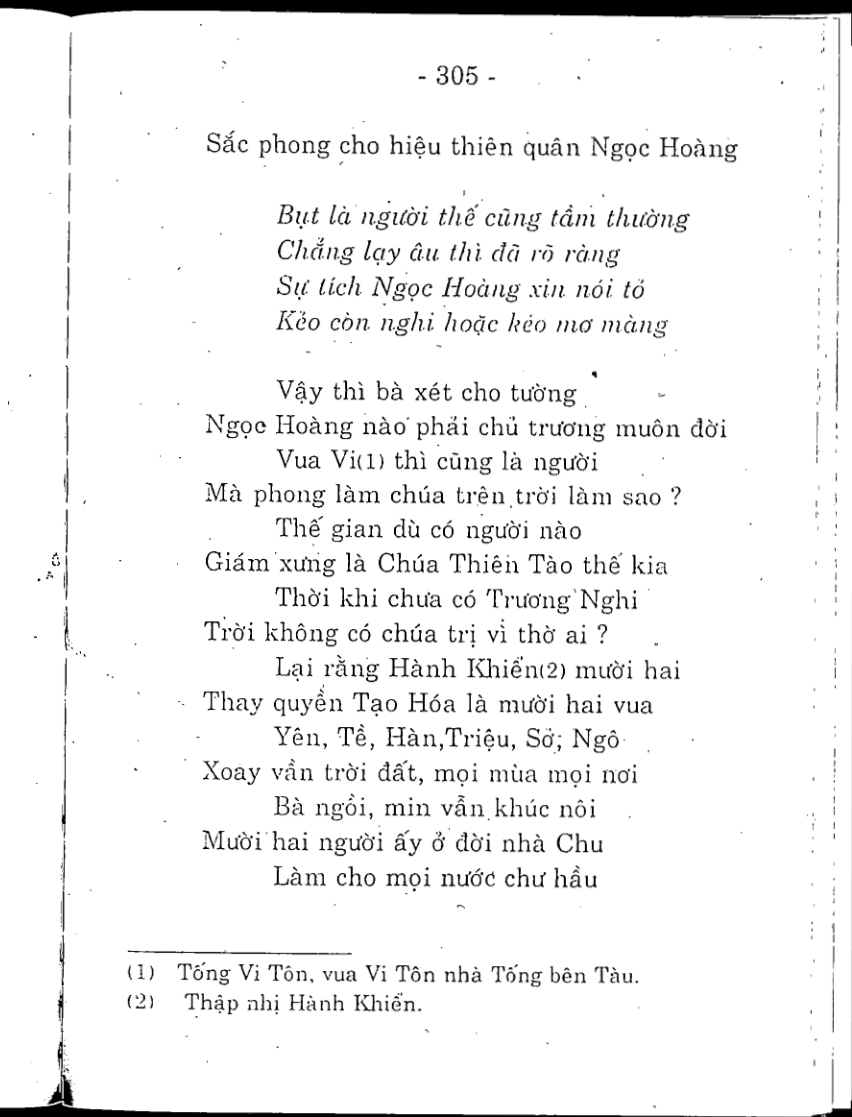 - 305 -
Sắc phong cho hiệu thiên quân Ngọc Hoàng
Bụt là người thế cũng tầm thường
Chẳng lạy âu thì đã rõ ràng
Sự tích Ngọc Hoàng xin nói tỏ
Kẻo còn nghi hoặc kẻo mơ màng
Vậy thì bà xét cho tường
Ngọc Hoàng nào phải chủ trương muôn đời
Vua Vi(1) thì cũng là người
Mà phong làm chúa trên trời làm sao ?
Thế gian dù có người nào
Giám xưng là Chúa Thiên Tào thế kia
Thời khi chưa có Trương Nghi
Trời không có chúa trị vì thờ ai ?
Lại rằng Hành Khiển(2) mười hai
Thay quyền Tạo Hóa là mười hai vua
Yên, Tề, Hàn,Triệu, Sở; Ngô
Xoay vần trời đất, mọi mùa mọi nơi
Bà ngồi, min vẫn khúc nôi
Mười hai người ấy ở đời nhà Chu
Làm cho mọi nước chư hầu
(1) Tống Vi Tôn, vua Vi Tôn nhà Tống bên Tàu.
(2) Thập nhị Hành Khiển.